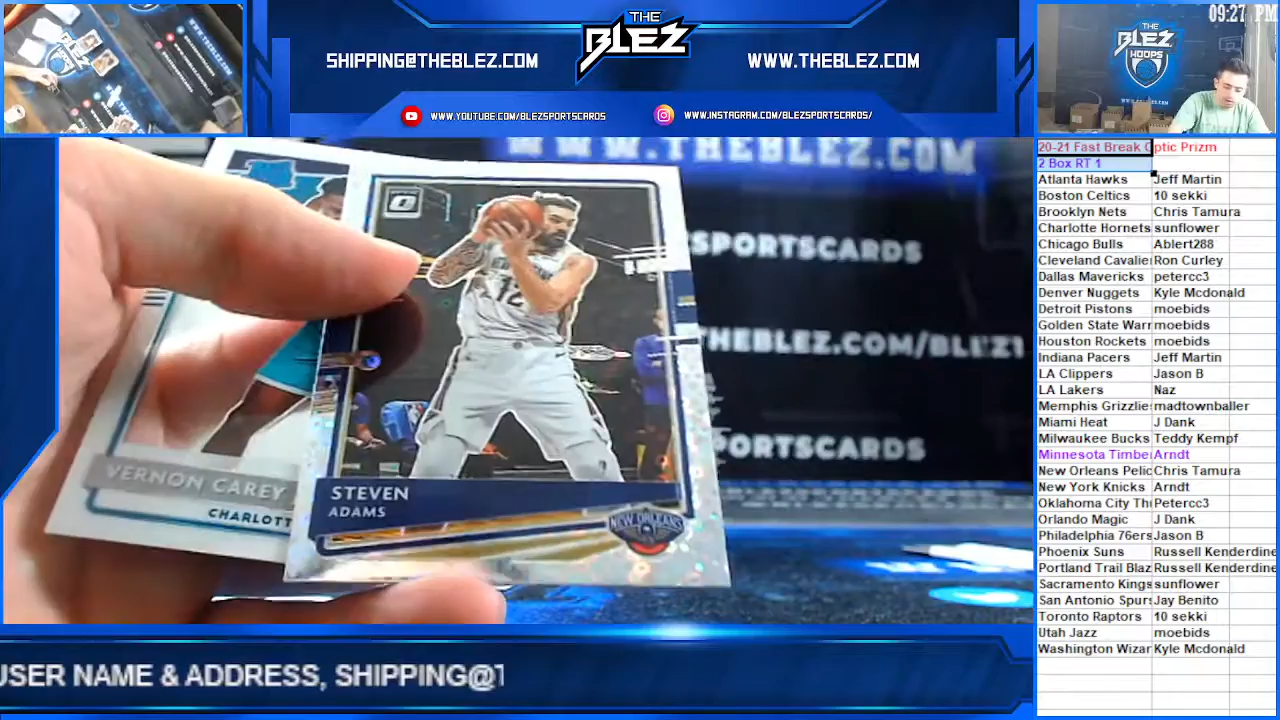 09:27 PM
THE
BLEZ
SHIPPING@THEBLEZ.COM
WWW.THEBLEZ.COM
WWW.YOUTUBE.COM/BLEZSPORTSCARDS
WWW.INSTAGRAM.COM/BLEZSPORTSCARDS/
THE
BLEZ
HOOPS
WWW.THEBLEZ.COM
ZSPORTSCARDS
THEBLEZ.COM/BLEZ1
SPORTSCARDS
O
12
STEVEN
ADAMS
NEW ORLEANS
VERNON CAREY
CHARLOTT
USER NAME & ADDRESS, SHIPPING@T
20-21 Fast Break Optic Prizm
2 Box RT 1
Atlanta Hawks Jeff Martin
Boston Celtics 10 sekki
Brooklyn Nets Chris Tamura
Charlotte Hornets sunflower
Chicago Bulls Ablert288
Cleveland Cavalie Ron Curley
Dallas Mavericks petercc3
Denver Nuggets Kyle Mcdonald
Detroit Pistons moebids
Golden State Warr moebids
Houston Rockets moebids
Indiana Pacers Jeff Martin
LA Clippers Jason B
LA Lakers Naz
Memphis Grizzlie madtownballer
Miami Heat J Dank
Milwaukee Bucks Teddy Kempf
Minnesota Timbe Arndt
New Orleans Pelic Chris Tamura
New York Knicks Arndt
Oklahoma City Thu Petercc3
Orlando Magic J Dank
Philadelphia 76ers Jason B
Phoenix Suns Russell Kenderdine
Portland Trail Blaz Russell Kenderdine
Sacramento Kings sunflower
San Antonio Spurs Jay Benito
Toronto Raptors 10 sekki
Utah Jazz moebids
Washington Wizar Kyle Mcdonald